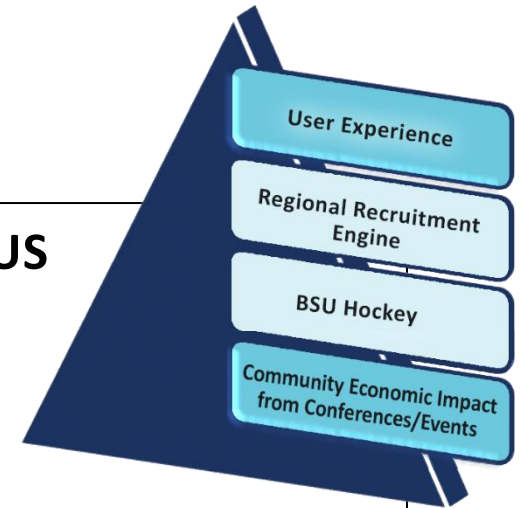 User Experience
Regional Recruitment
Engine
US
BSU Hockey
Community Economic Impact
from Conferences/Events